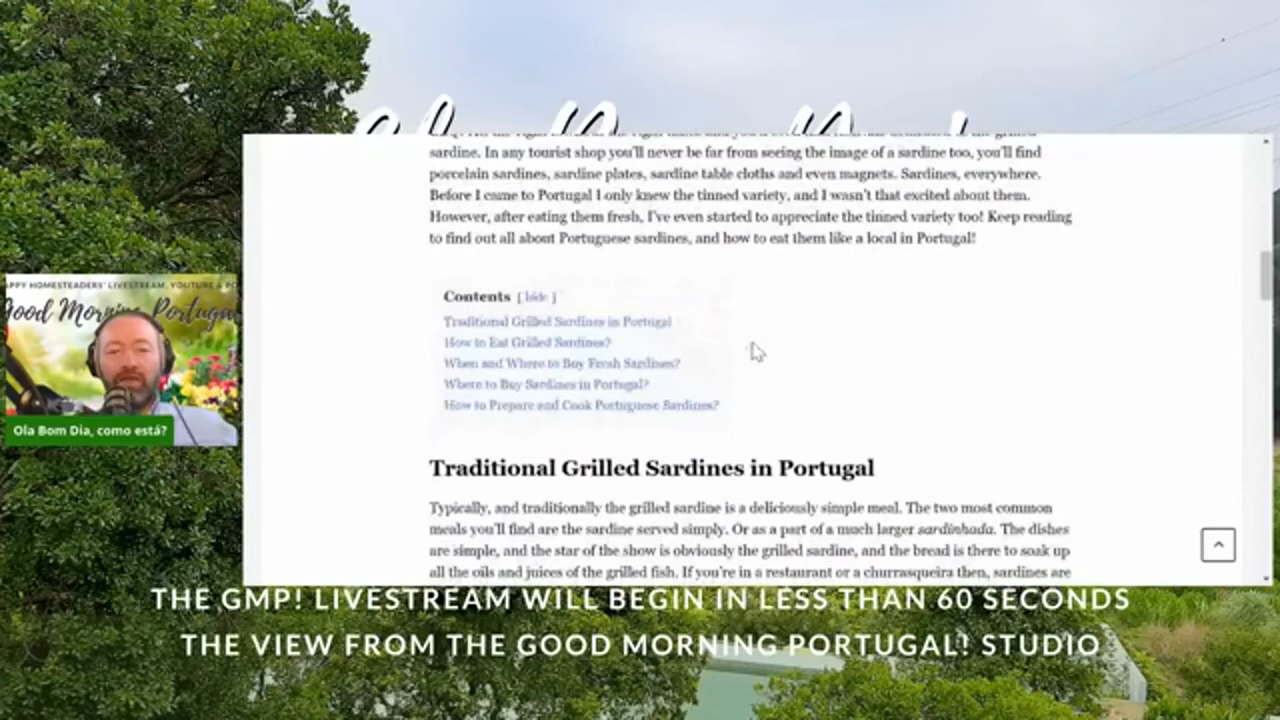 sardine. In any tourist shop you'll never be far from seeing the image of a sardine too, you'll find
porcelain sardines, sardine plates, sardine table cloths and even magnets. Sardines, everywhere.
Before I came to Portugal I only knew the tinned variety, and I wasn't that excited about them.
However, after eating them fresh, I've even started to appreciate the tinned variety too! Keep reading
to find out all about Portuguese sardines, and how to eat them like a local in Portugal!
Contents [ hide ]
Traditional Grilled Sardines in Portugal
How to Eat Grilled Sardines?
When and Where to Buy Fresh Sardines?
Where to Buy Sardines in Portugal?
How to Prepare and Cook Portuguese Sardines?
Traditional Grilled Sardines in Portugal
Typically, and traditionally the grilled sardine is a deliciously simple meal. The two most common
meals you'll find are the sardine served simply. Or as a part of a much larger sardinhada. The dishes
are simple, and the star of the show is obviously the grilled sardine, and the bread is there to soak up
all the oils and juices of the grilled fish. If you're in a restaurant or a churrasqueira then, sardines are
APPY HOMESTEADERS' LIVESTREAM, YOUTUBE &
Good Morning Portugal
Ola Bom Dia, como está?
THE GMP! LIVESTREAM WILL BEGIN IN LESS THAN 60 SECONDS
THE VIEW FROM THE GOOD MORNING PORTUGAL! STUDIO